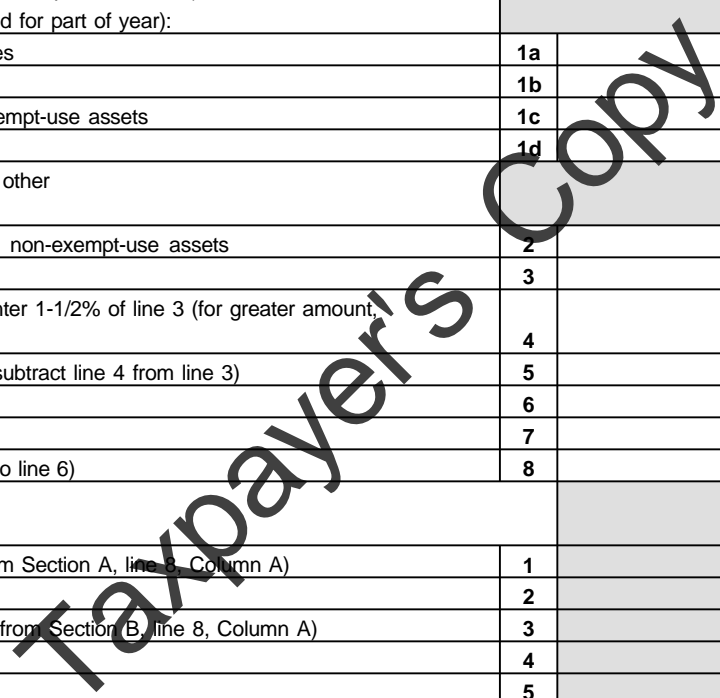 d for part of year):
es 1a
1b
empt-use assets 1c
1d
other
non-exempt-use assets 2
3
nter 1-1/2% of line 3 (for greater amount,
4
subtract line 4 from line 3) 5
6
7
o line 6) 8
m Section A, line 8, Column A) 1
2
from Section B, line 8, Column A) 3
4
5
Taxpayer's Copy